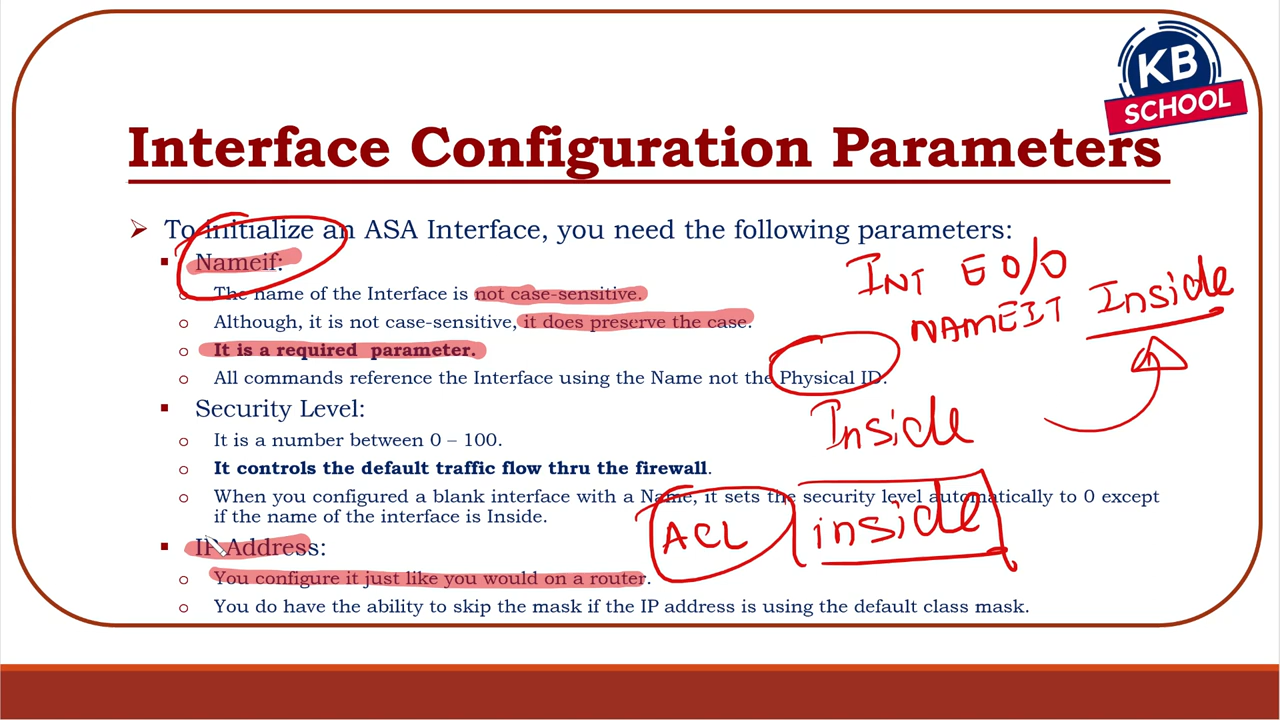 KB
SCHOOL
Interface Configuration Parameters
To initialize an ASA Interface, you need the following parameters:
Nameif:
The name of the Interface is not case-sensitive.
Although, it is not case-sensitive, it does preserve the case.
It is a required parameter.
All commands reference the Interface using the Name not the Physical ID.
Security Level:
It is a number between 0 – 100.
It controls the default traffic flow thru the firewall.
When you configured a blank interface with a Name, it sets the security level automatically to 0 except
if the name of the interface is Inside.
IP Address:
You configure it just like you would on a router.
You do have the ability to skip the mask if the IP address is using the default class mask.
INT E 0/0
NAMEIT Inside
Inside
ACL inside